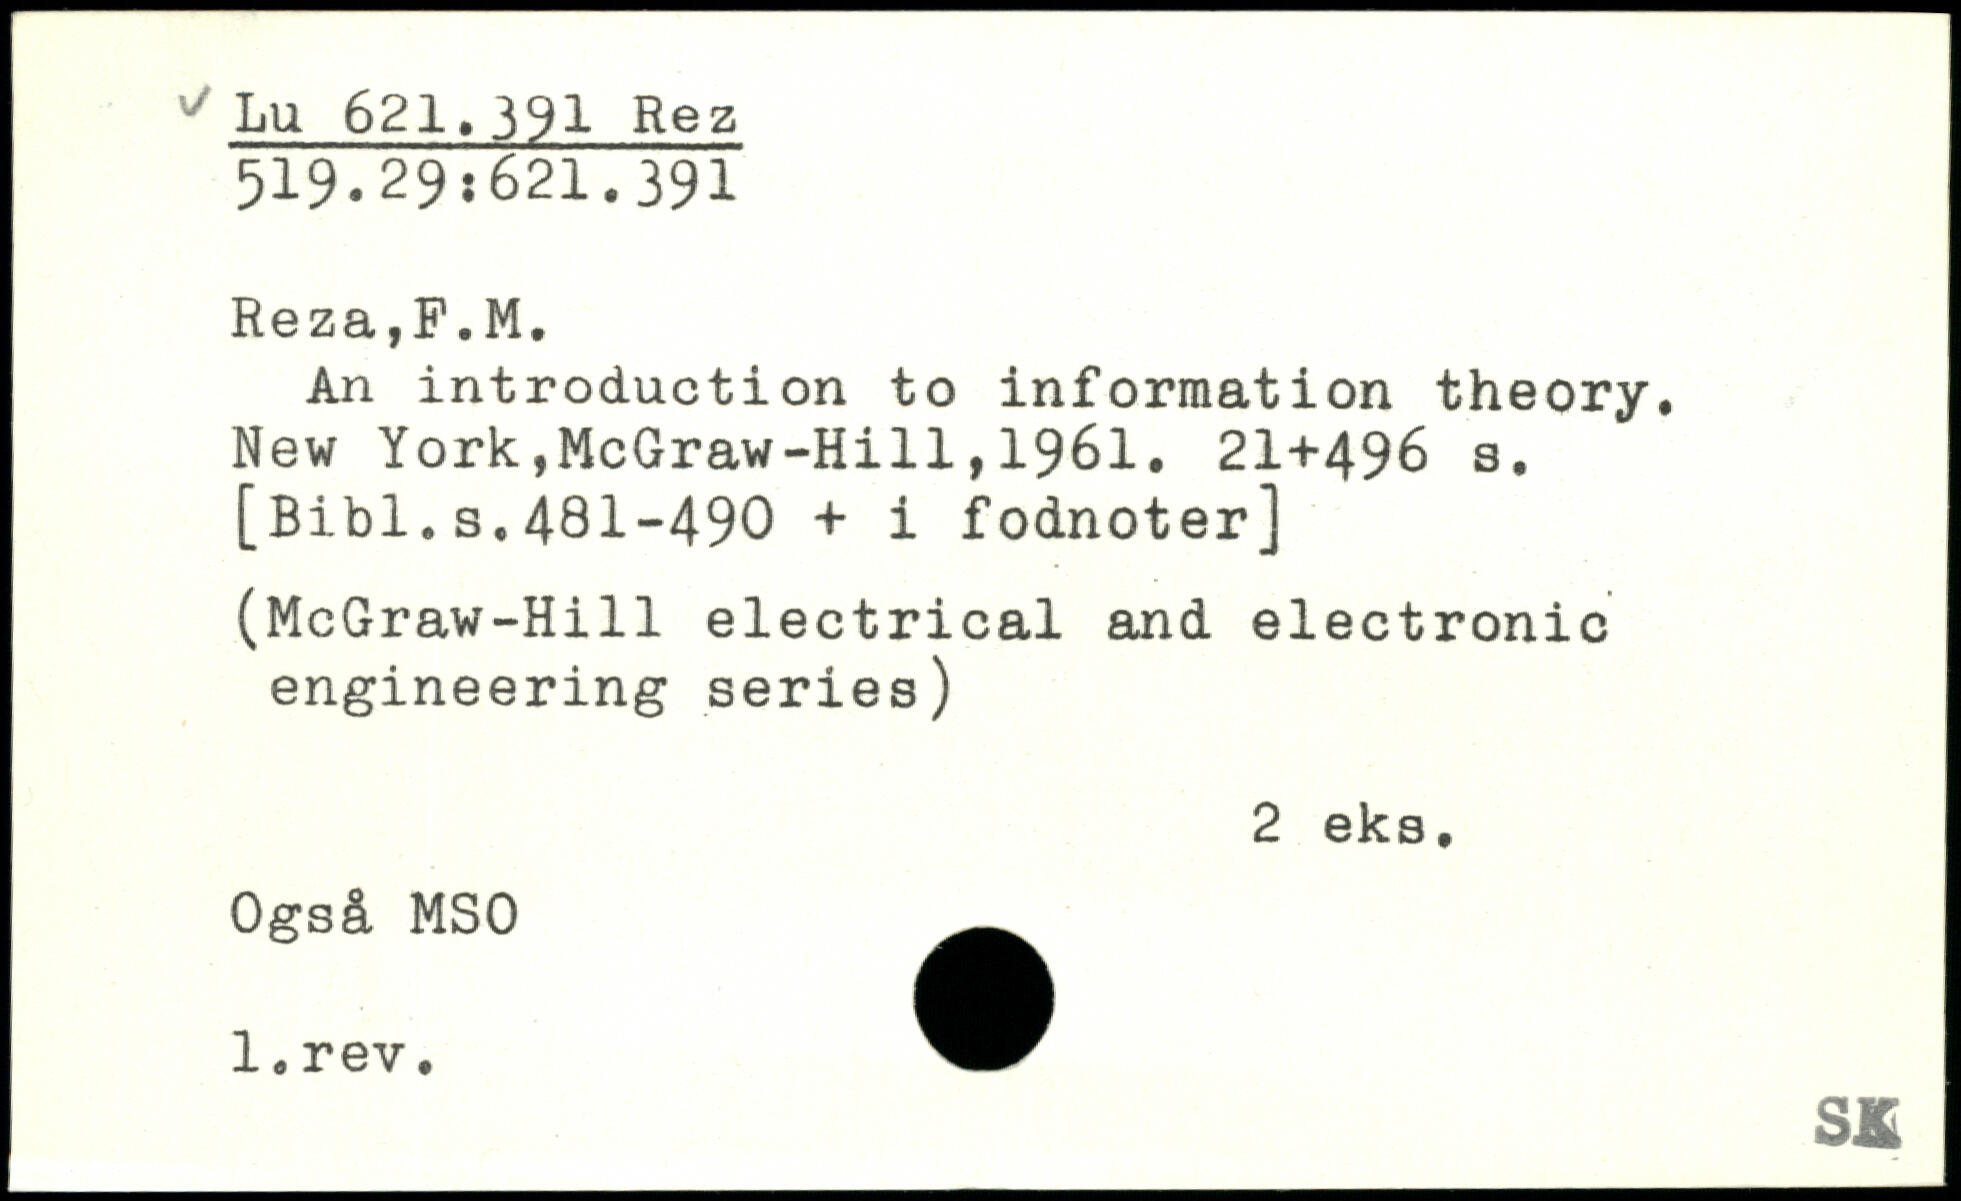 ✓ Lu 621.391 Rez
519.29:621.391
Reza,F.M.
An introduction to information theory.
New York,McGraw-Hill,1961. 21+496 s.
[Bibl.s.481-490 + i fodnoter]
(McGraw-Hill electrical and electronic
engineering series)
2 eks.
Også MSO
1.rev.
SK